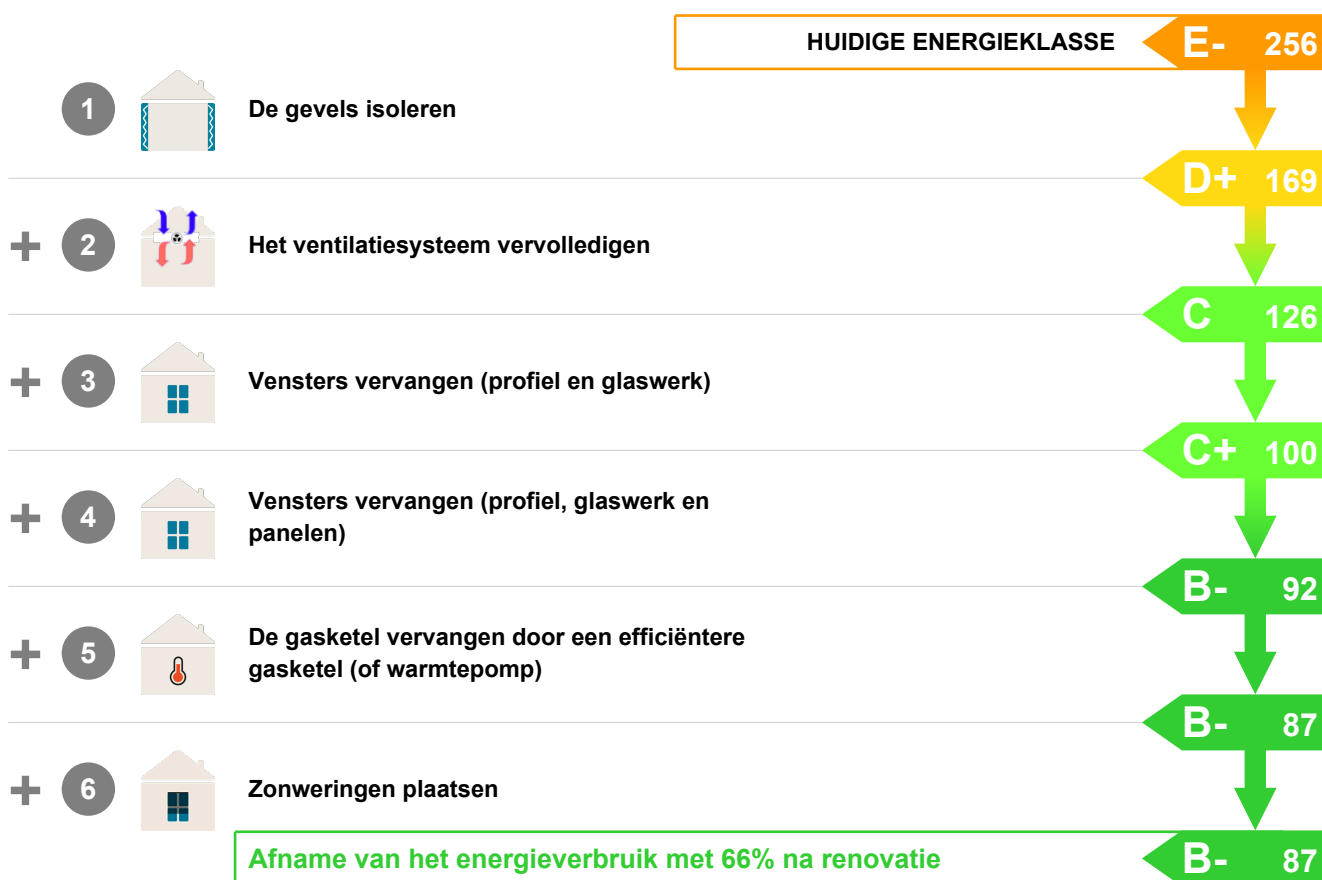 HUIDIGE ENERGIEKLASSE E- 256
1 De gevels isoleren
D+ 169
+ 2 Het ventilatiesysteem vervolledigen
C 126
+ 3 Vensters vervangen (profiel en glaswerk)
C+ 100
+ 4 Vensters vervangen (profiel, glaswerk en
panelen)
B- 92
+ 5 De gasketel vervangen door een efficiëntere
gasketel (of warmtepomp)
B- 87
+ 6 Zonweringen plaatsen
Afname van het energieverbruik met 66% na renovatie B- 87